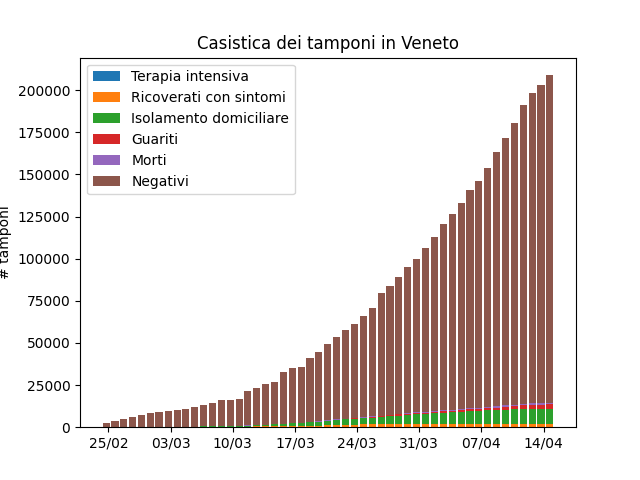 Casistica dei tamponi in Veneto
Terapia intensiva
Ricoverati con sintomi
Isolamento domiciliare
Guariti
Morti
Negativi
# tamponi
200000
175000
150000
125000
100000
75000
50000
25000
0
25/02 03/03 10/03 17/03 24/03 31/03 07/04 14/04